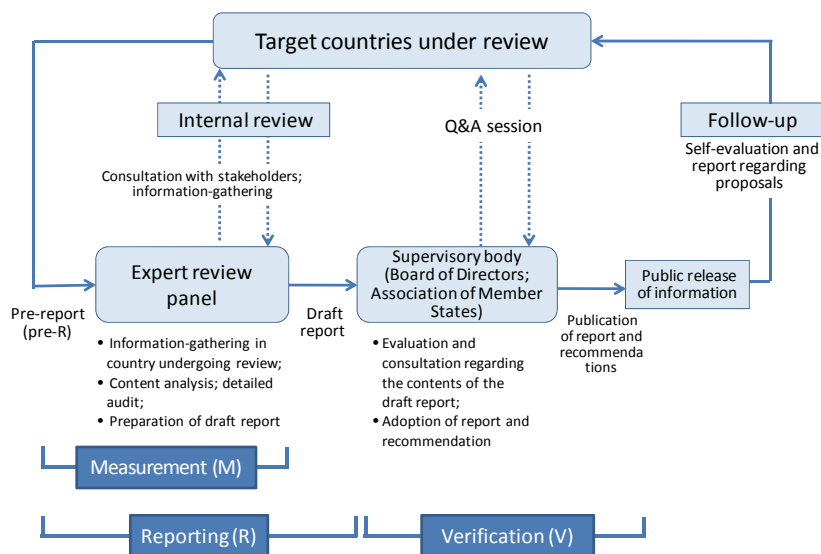 Target countries under review
Internal review
Q&A session
Follow-up
Self-evaluation and
report regarding
proposals
Consultation with stakeholders;
information-gathering
Expert review
panel
Supervisory body
(Board of Directors;
Association of Member
States)
Public release
of information
Pre-report
(pre-R)
Draft
report
Publication
of report and
recommenda
tions
• Information-gathering in
country undergoing review;
• Content analysis; detailed
audit;
• Preparation of draft report
• Evaluation and
consultation regarding
the contents of the
draft report;
• Adoption of report and
recommendation
Measurement (M)
Reporting (R)
Verification (V)